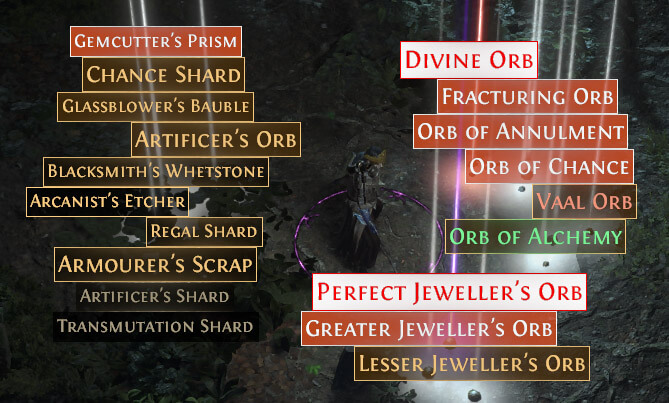 Gemcutter's Prism
Chance Shard
Glassblower's Bauble
Artificer's Orb
Blacksmith's Whetstone
Arcanist's Etcher
Regal Shard
Armourer's Scrap
Artificer's Shard
Transmutation Shard
Divine Orb
Fracturing Orb
Orb of Annulment
Orb of Chance
Vaal Orb
Orb of Alchemy
Perfect Jeweller's Orb
Greater Jeweller's Orb
Lesser Jeweller's Orb